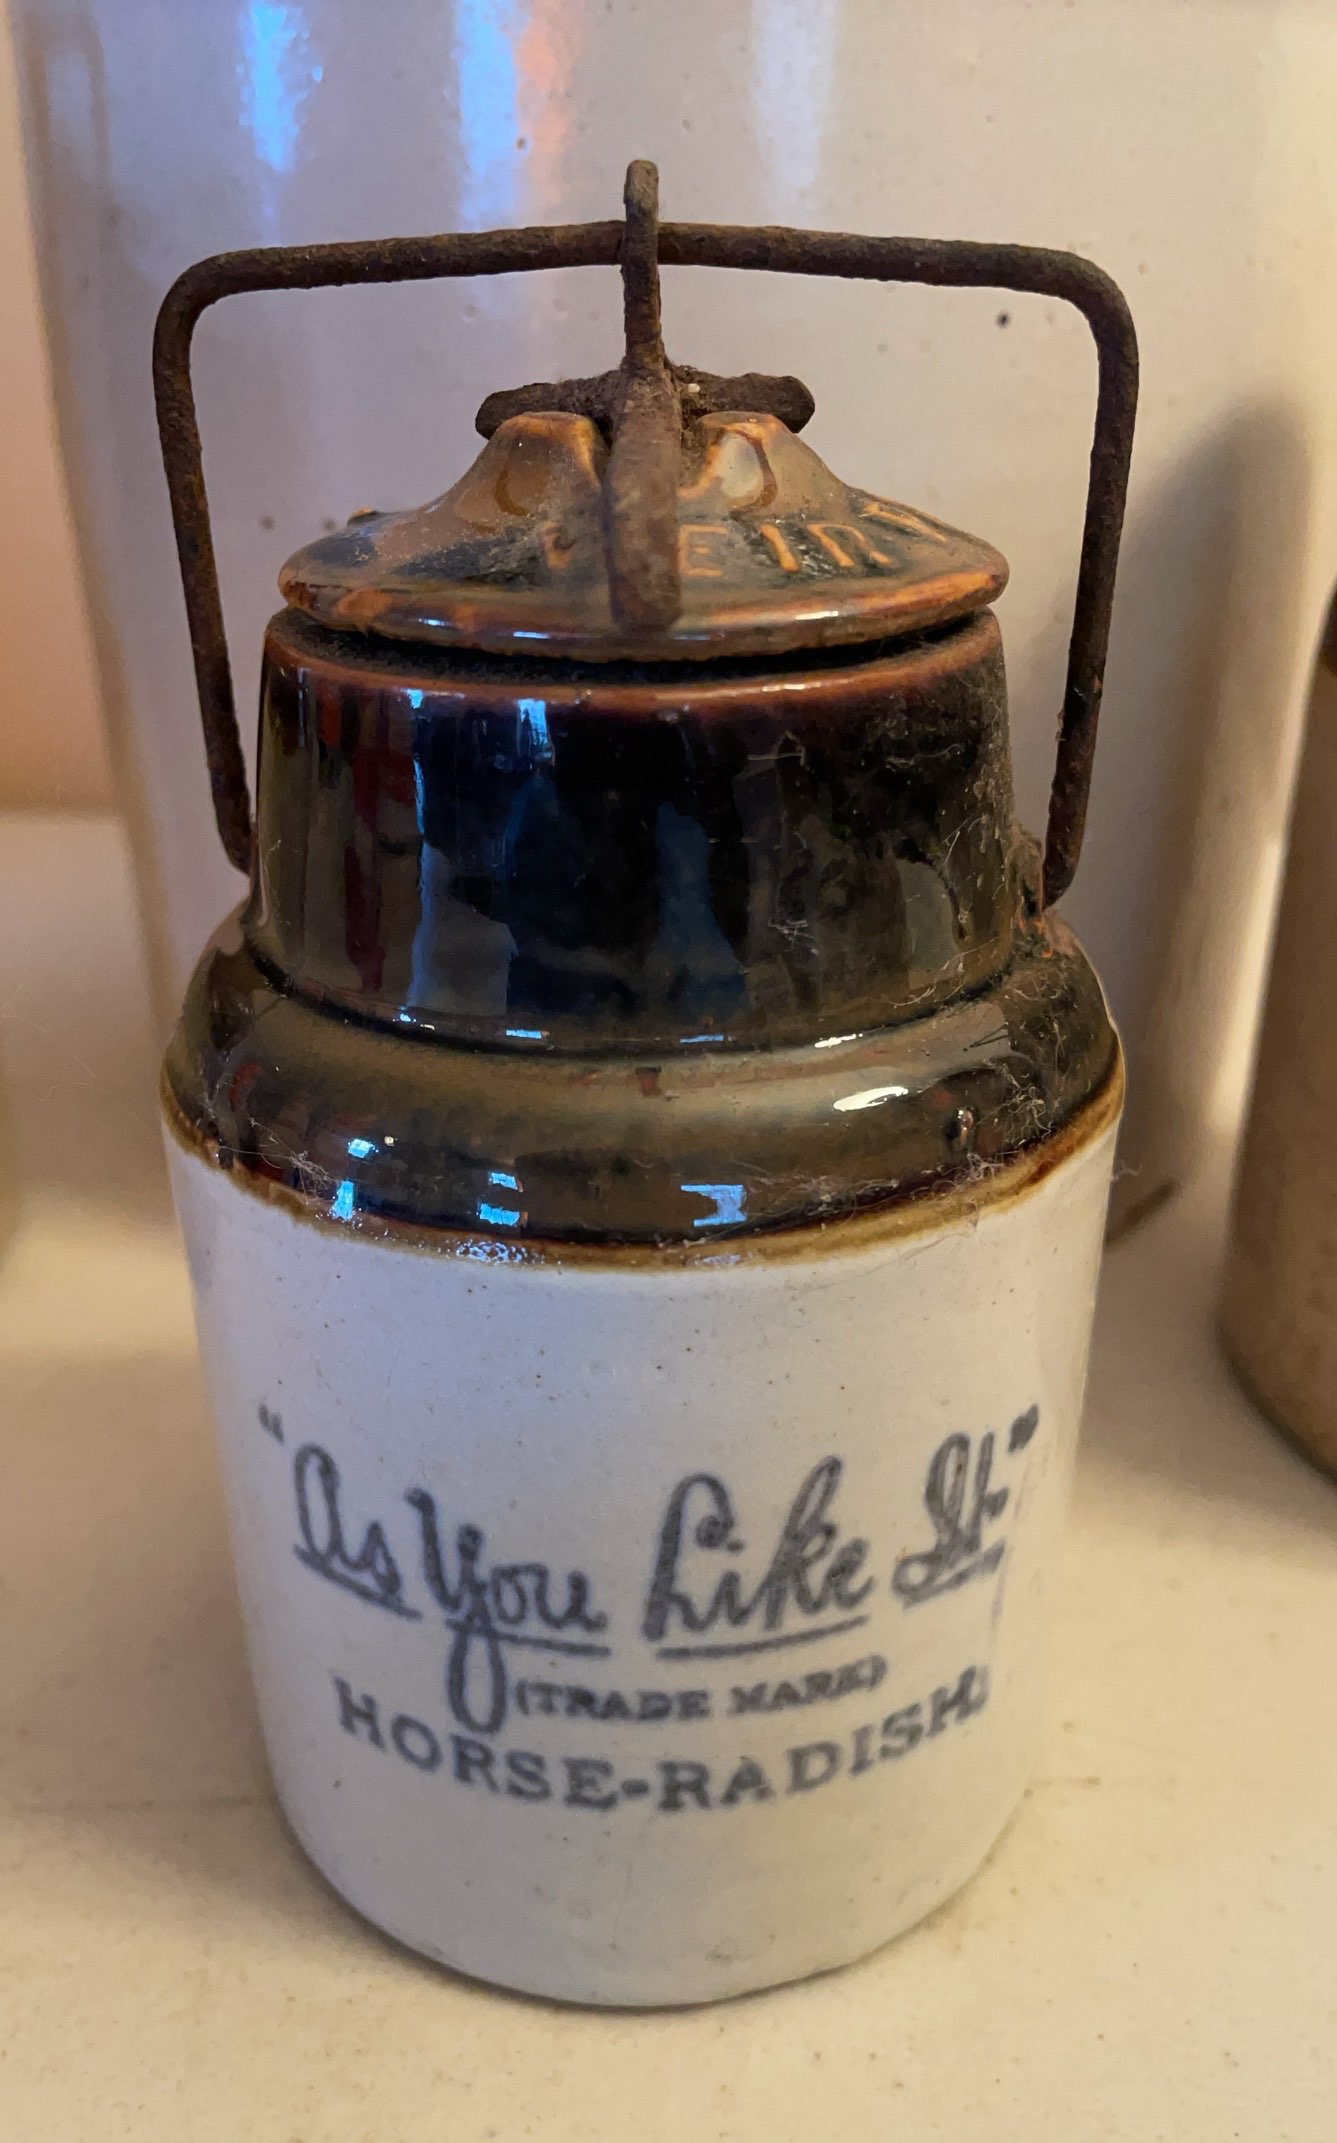 "As You Like It"
(TRADE MARK)
HORSE-RADISH.